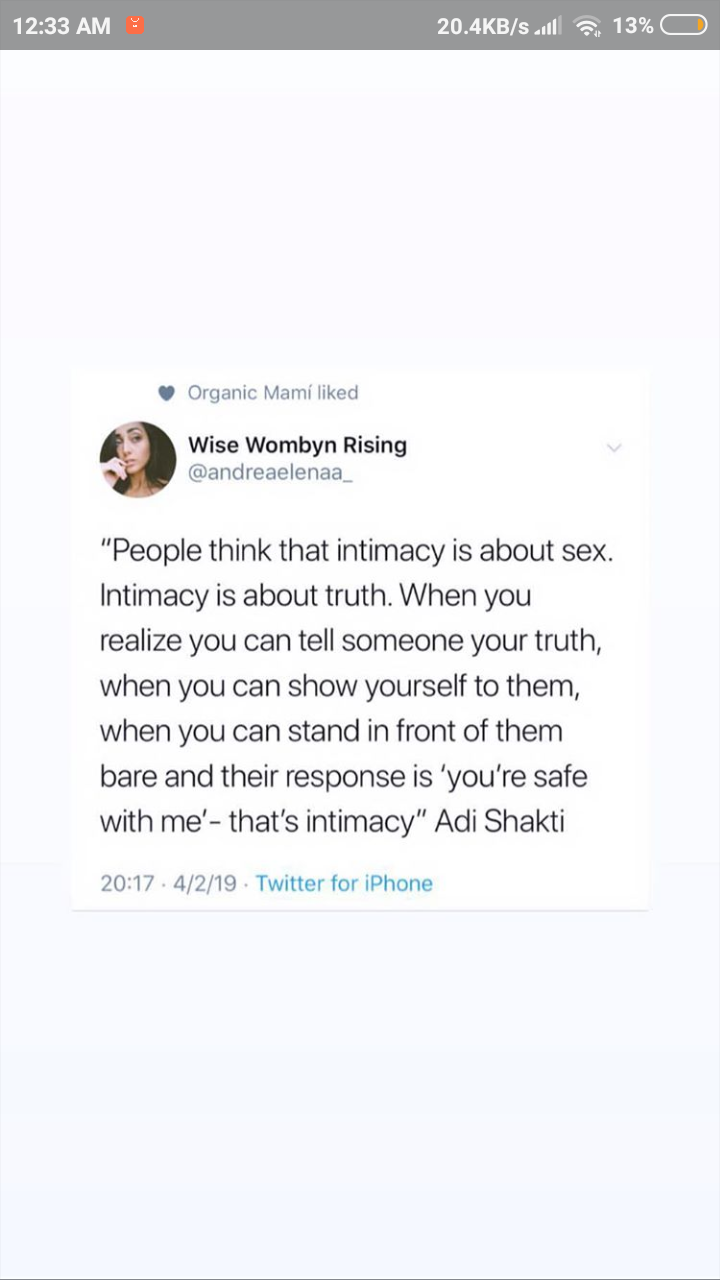 12:33 AM 20.4KB/s 13%
Organic Mamí liked
Wise Wombyn Rising
@andreaelenaa_
“People think that intimacy is about sex.
Intimacy is about truth. When you
realize you can tell someone your truth,
when you can show yourself to them,
when you can stand in front of them
bare and their response is ‘you’re safe
with me’- that’s intimacy” Adi Shakti
20:17 · 4/2/19 · Twitter for iPhone